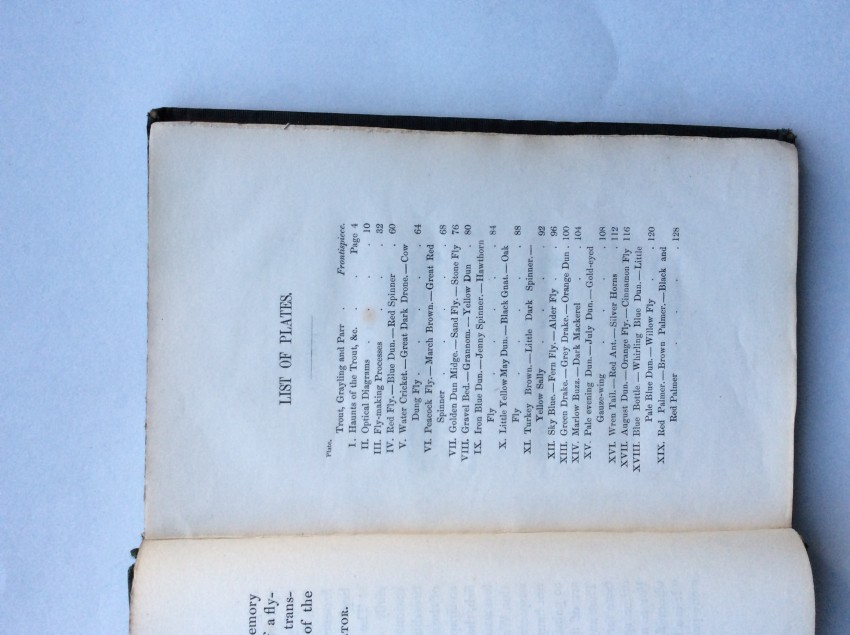 emory
f a fly-
trans-
of the
TOR.
LIST OF PLATES.
Plate.
Trout, Grayling and Parr . Frontispiece.
I. Haunts of the Trout, &c. . . Page 4
II. Optical Diagrams . . . . 10
III. Fly-making Processes . . . . 32
IV. Red Fly.—Blue Dun.—Red Spinner . 60
V. Water Cricket.—Great Dark Drone.—Cow
Dung Fly . . . . . 64
VI. Peacock Fly.—March Brown.—Great Red
Spinner . . . . . 68
VII. Golden Dun Midge.—Sand Fly.—Stone Fly 76
VIII. Gravel Bed.—Grannom.—Yellow Dun . 80
IX. Iron Blue Dun.—Jenny Spinner.—Hawthorn
Fly . . . . . 84
X. Little Yellow May Dun.—Black Gnat.—Oak
Fly . . . . . 88
XI. Turkey Brown.—Little Dark Spinner.—
Yellow Sally . . . . 92
XII. Sky Blue.—Fern Fly.—Alder Fly . 96
XIII. Green Drake.—Grey Drake.—Orange Dun . 100
XIV. Marlow Buzz.—Dark Mackerel . . 104
XV. Pale evening Dun.—July Dun.—Gold-eyed
Gauze-wing . . . . 108
XVI. Wren Tail.—Red Ant.—Silver Horns . 112
XVII. August Dun.—Orange Fly.—Cinnamon Fly 116
XVIII. Blue Bottle.—Whirling Blue Dun.—Little
Pale Blue Dun.—Willow Fly . . 120
XIX. Red Palmer.—Brown Palmer.—Black and
Red Palmer . . . . 128